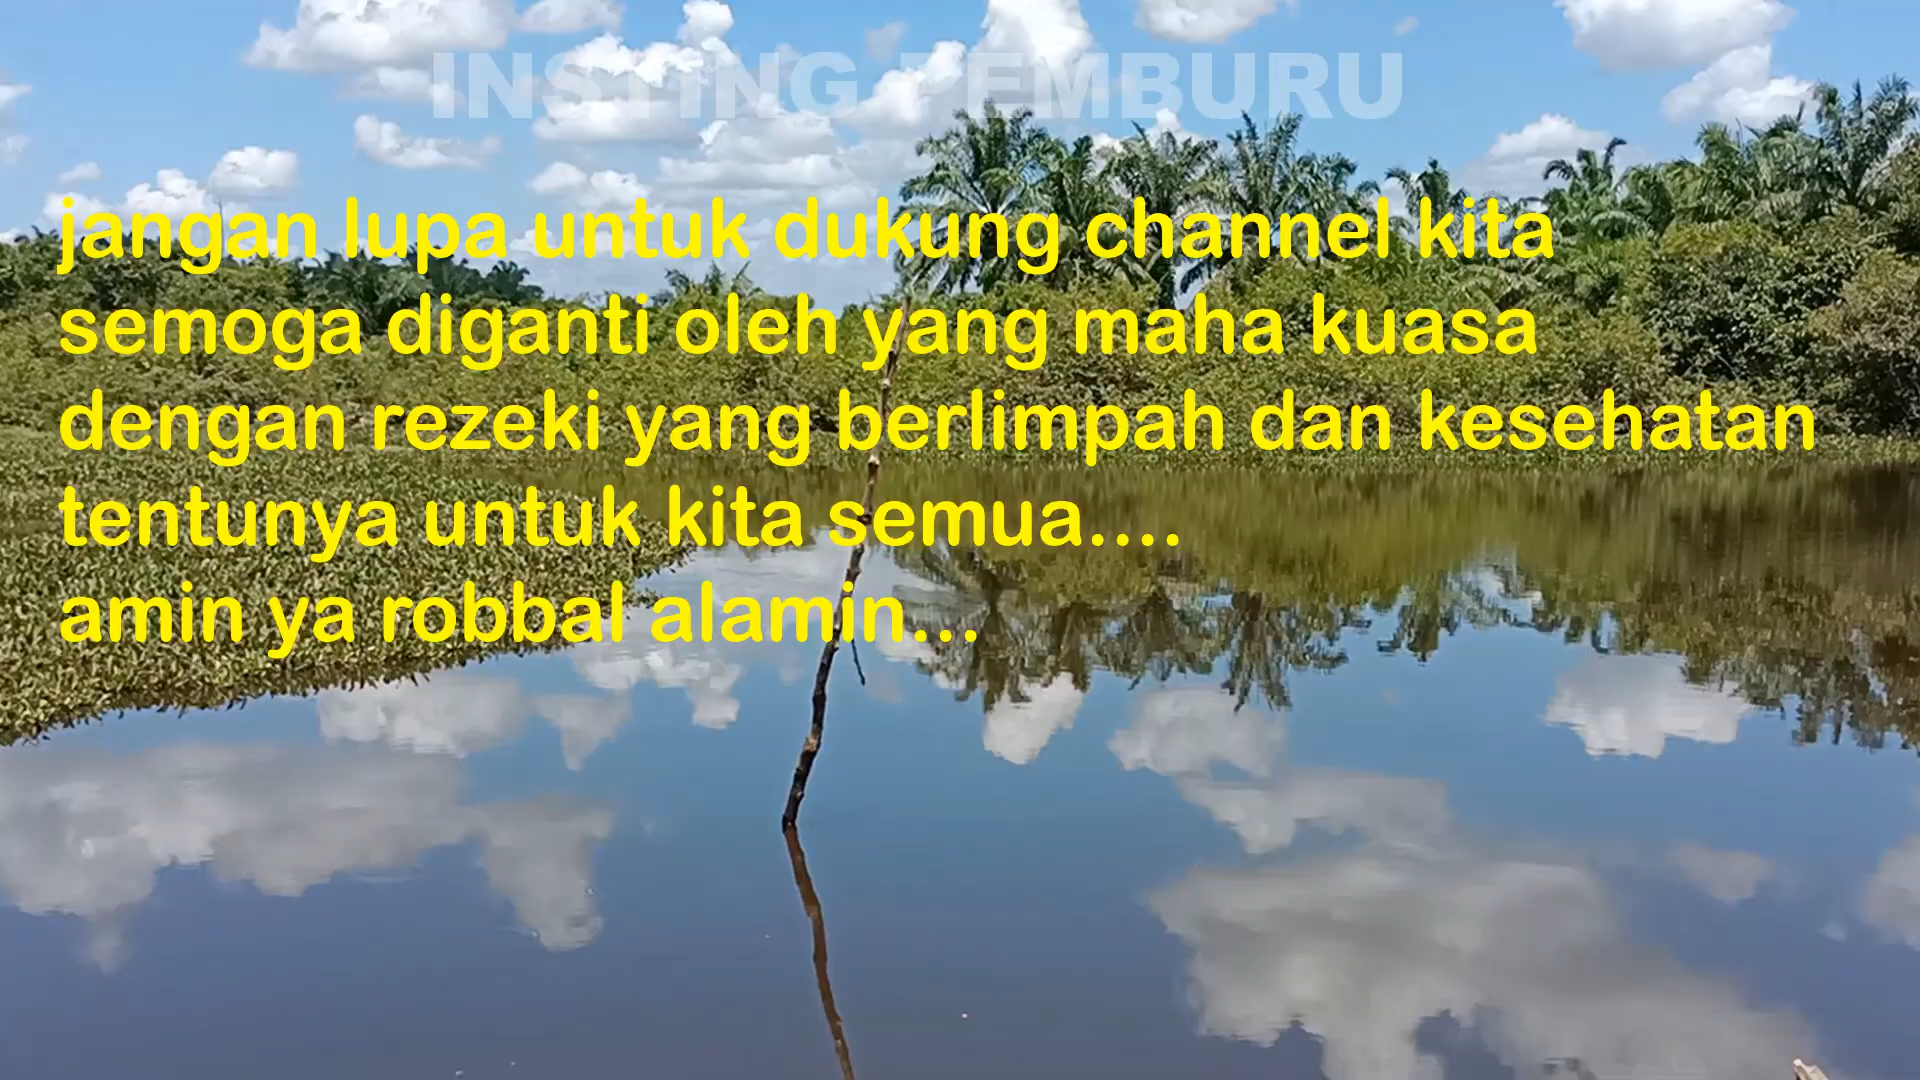 INSTING PEMBURU
jangan lupa untuk dukung channel kita
semoga diganti oleh yang maha kuasa
dengan rezeki yang berlimpah dan kesehatan
tentunya untuk kita semua....
amin ya robbal alamin...